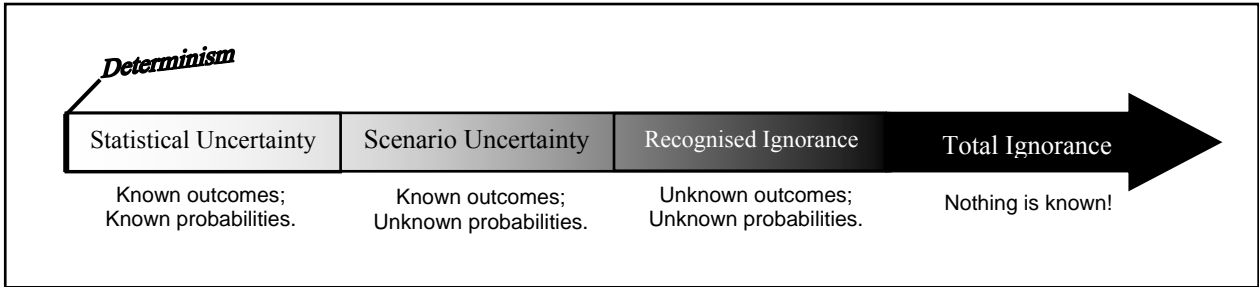 Determinism
Statistical Uncertainty
Scenario Uncertainty
Recognised Ignorance
Total Ignorance
Known outcomes;
Known probabilities.
Known outcomes;
Unknown probabilities.
Unknown outcomes;
Unknown probabilities.
Nothing is known!